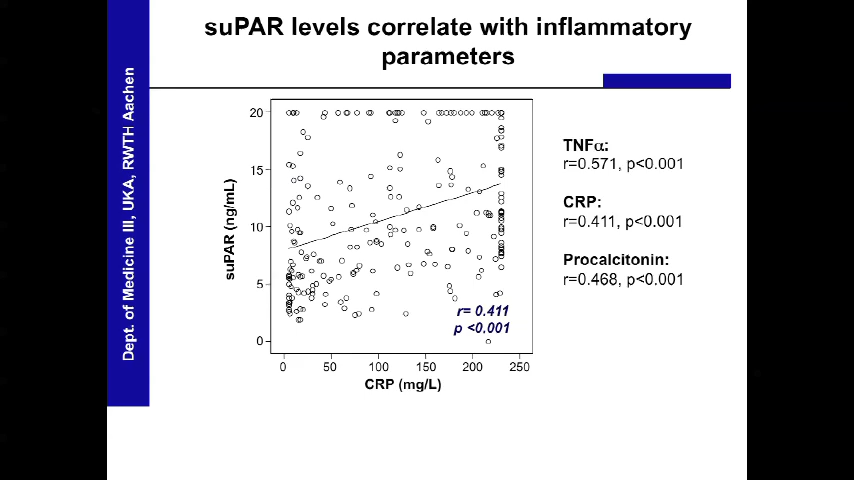 suPAR levels correlate with inflammatory
parameters
Dept. of Medicine III, UKA, RWTH Aachen
suPAR (ng/mL)
20
15
10
5
0
r= 0.411
p <0.001
0 50 100 150 200 250
CRP (mg/L)
TNFα:
r=0.571, p<0.001
CRP:
r=0.411, p<0.001
Procalcitonin:
r=0.468, p<0.001